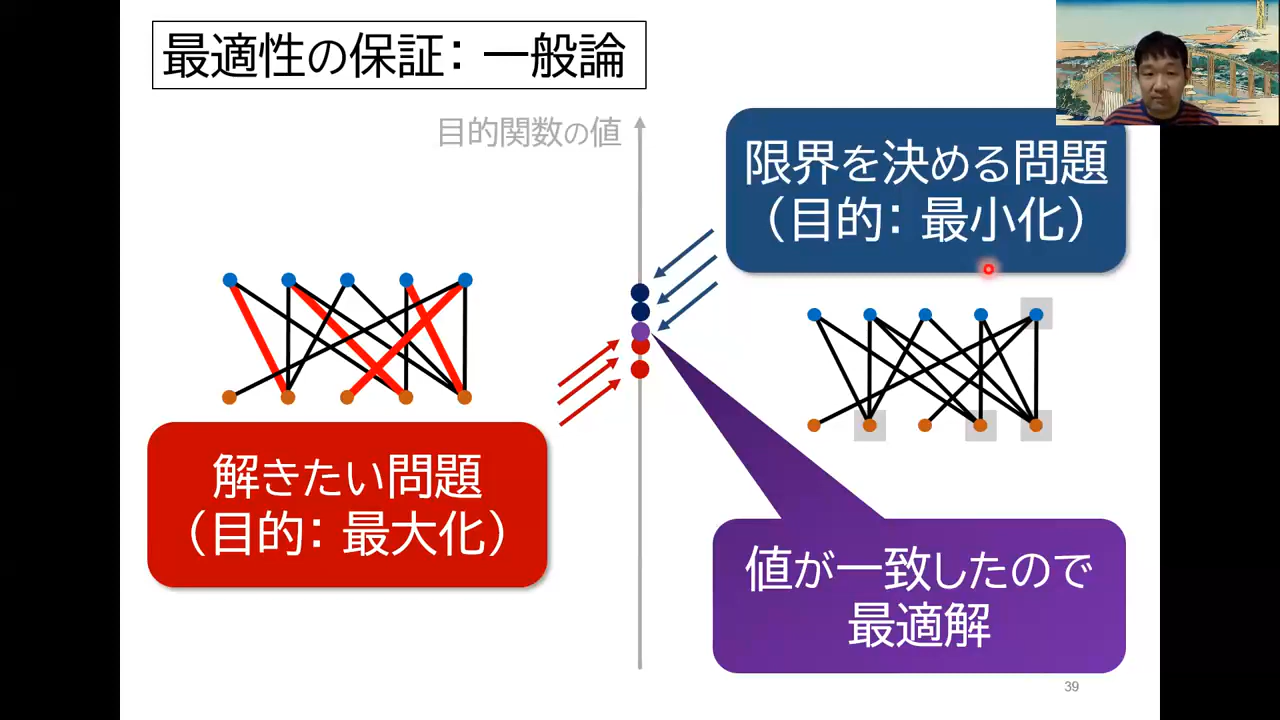 最適性の保証： 一般論
目的関数の値
限界を決める問題
（目的： 最小化）
解きたい問題
（目的： 最大化）
値が一致したので
最適解
39